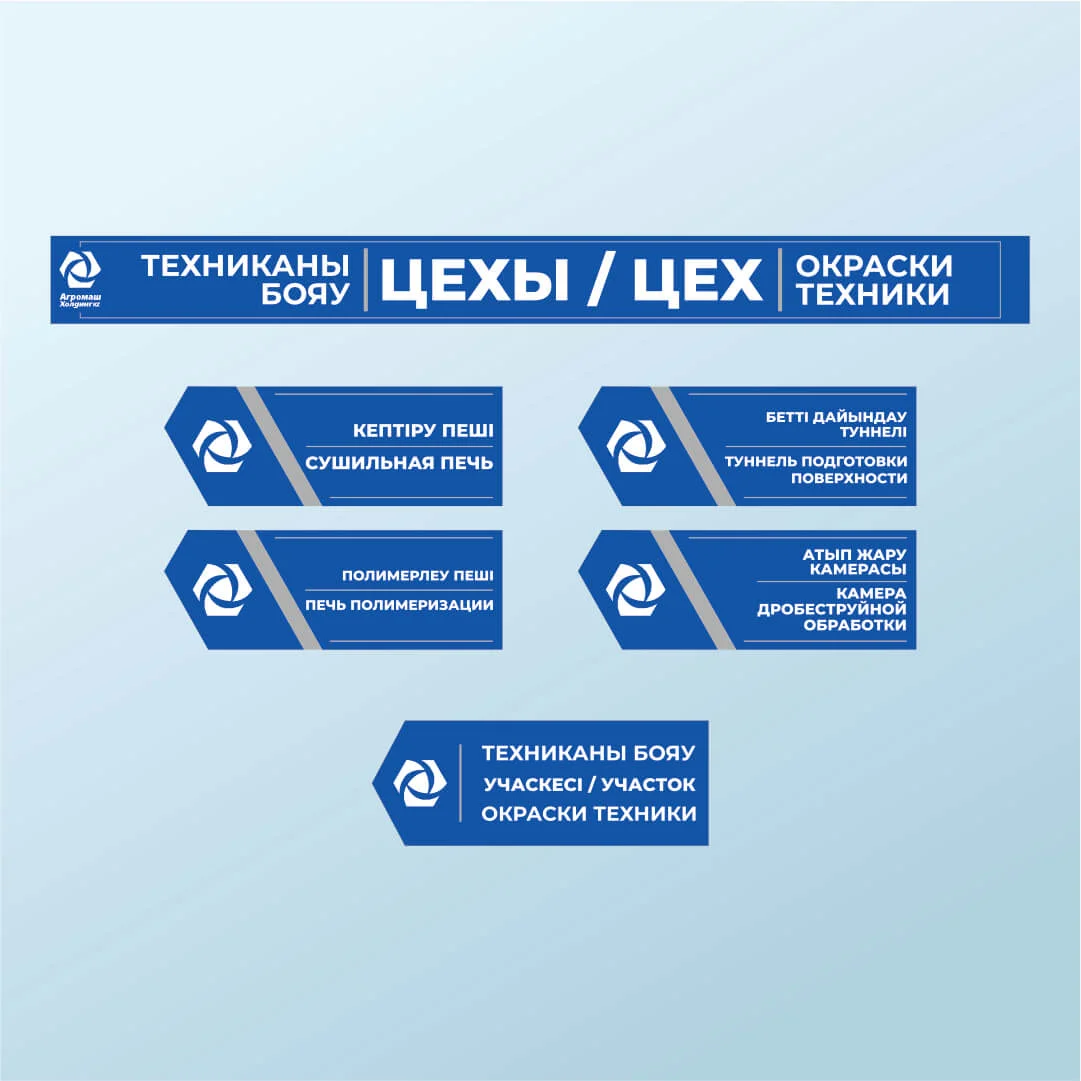 Агромаш
Холдинг KZ
ТЕХНИКАНЫ
БОЯУ
ЦЕХЫ / ЦЕХ
ОКРАСКИ
ТЕХНИКИ
КЕПТІРУ ПЕШІ
СУШИЛЬНАЯ ПЕЧЬ
БЕТТІ ДАЙЫНДАУ
ТУННЕЛІ
ТУННЕЛЬ ПОДГОТОВКИ
ПОВЕРХНОСТИ
ПОЛИМЕРЛЕУ ПЕШІ
ПЕЧЬ ПОЛИМЕРИЗАЦИИ
АТЫП ЖАРУ
КАМЕРАСЫ
КАМЕРА
ДРОБЕСТРУЙНОЙ
ОБРАБОТКИ
ТЕХНИКАНЫ БОЯУ
УЧАСКЕСІ / УЧАСТОК
ОКРАСКИ ТЕХНИКИ